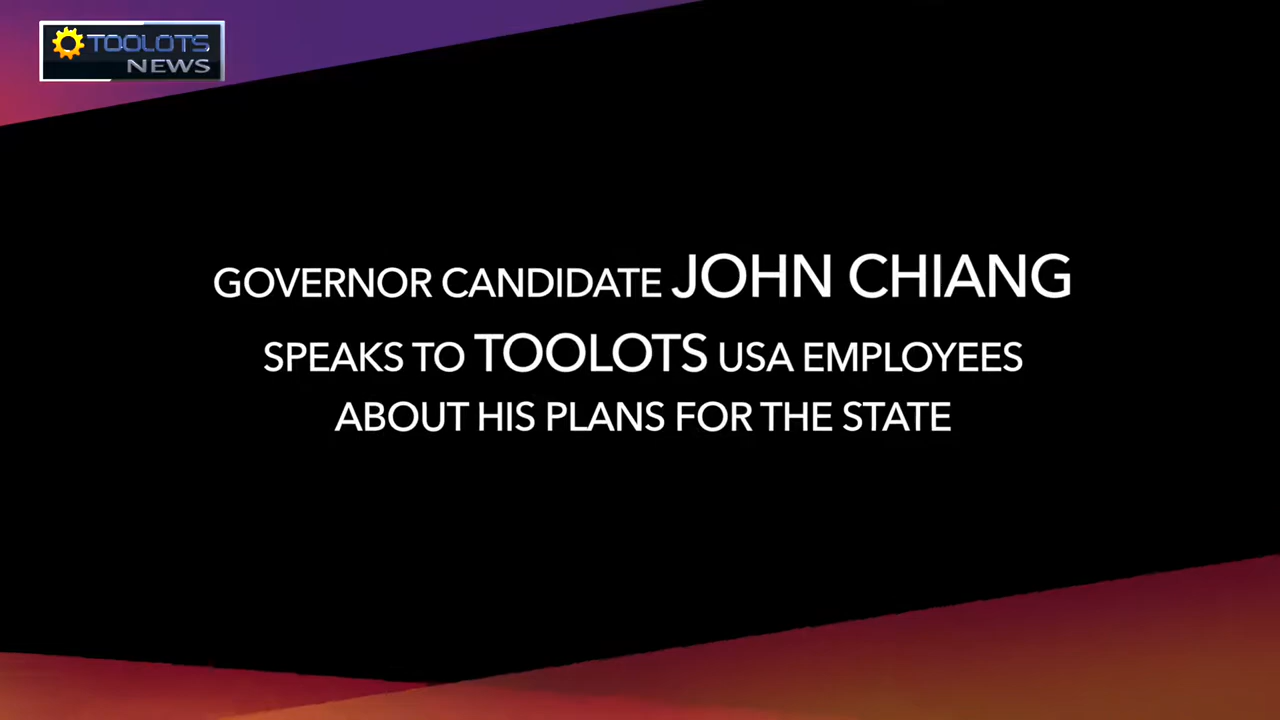 TOOLOTS
NEWS
GOVERNOR CANDIDATE JOHN CHIANG
SPEAKS TO TOOLOTS USA EMPLOYEES
ABOUT HIS PLANS FOR THE STATE